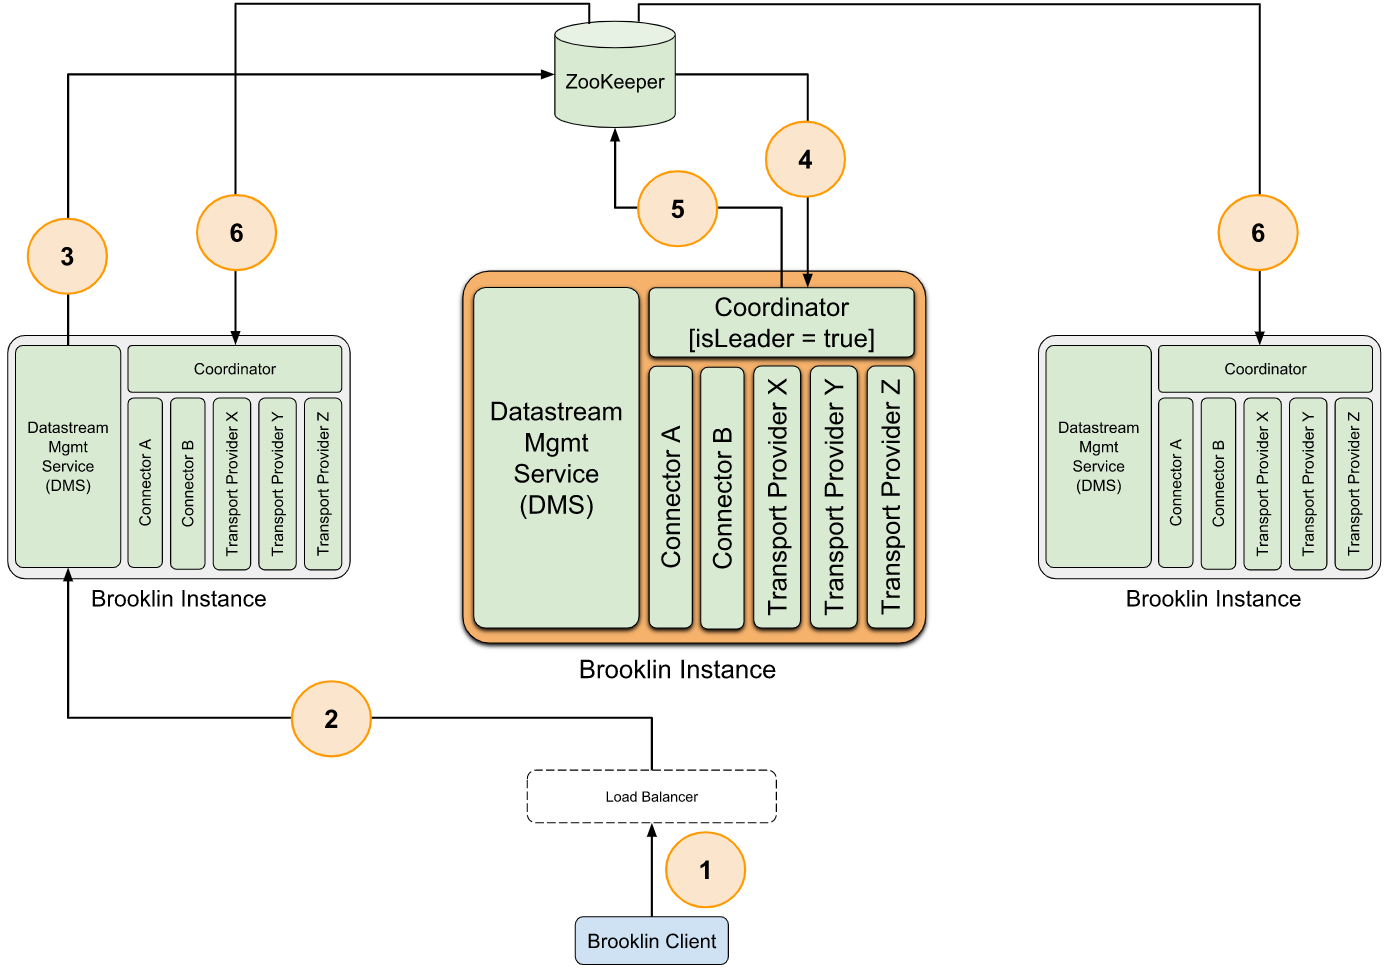 ZooKeeper
4
5
3
6
6
Coordinator
[isLeader = true]
Datastream
Mgmt
Service
(DMS)
Connector A
Connector B
Transport Provider X
Transport Provider Y
Transport Provider Z
Brooklin Instance
Coordinator
Datastream
Mgmt
Service
(DMS)
Connector A
Connector B
Transport Provider X
Transport Provider Y
Transport Provider Z
Brooklin Instance
Coordinator
Datastream
Mgmt
Service
(DMS)
Connector A
Connector B
Transport Provider X
Transport Provider Y
Transport Provider Z
Brooklin Instance
2
Load Balancer
1
Brooklin Client